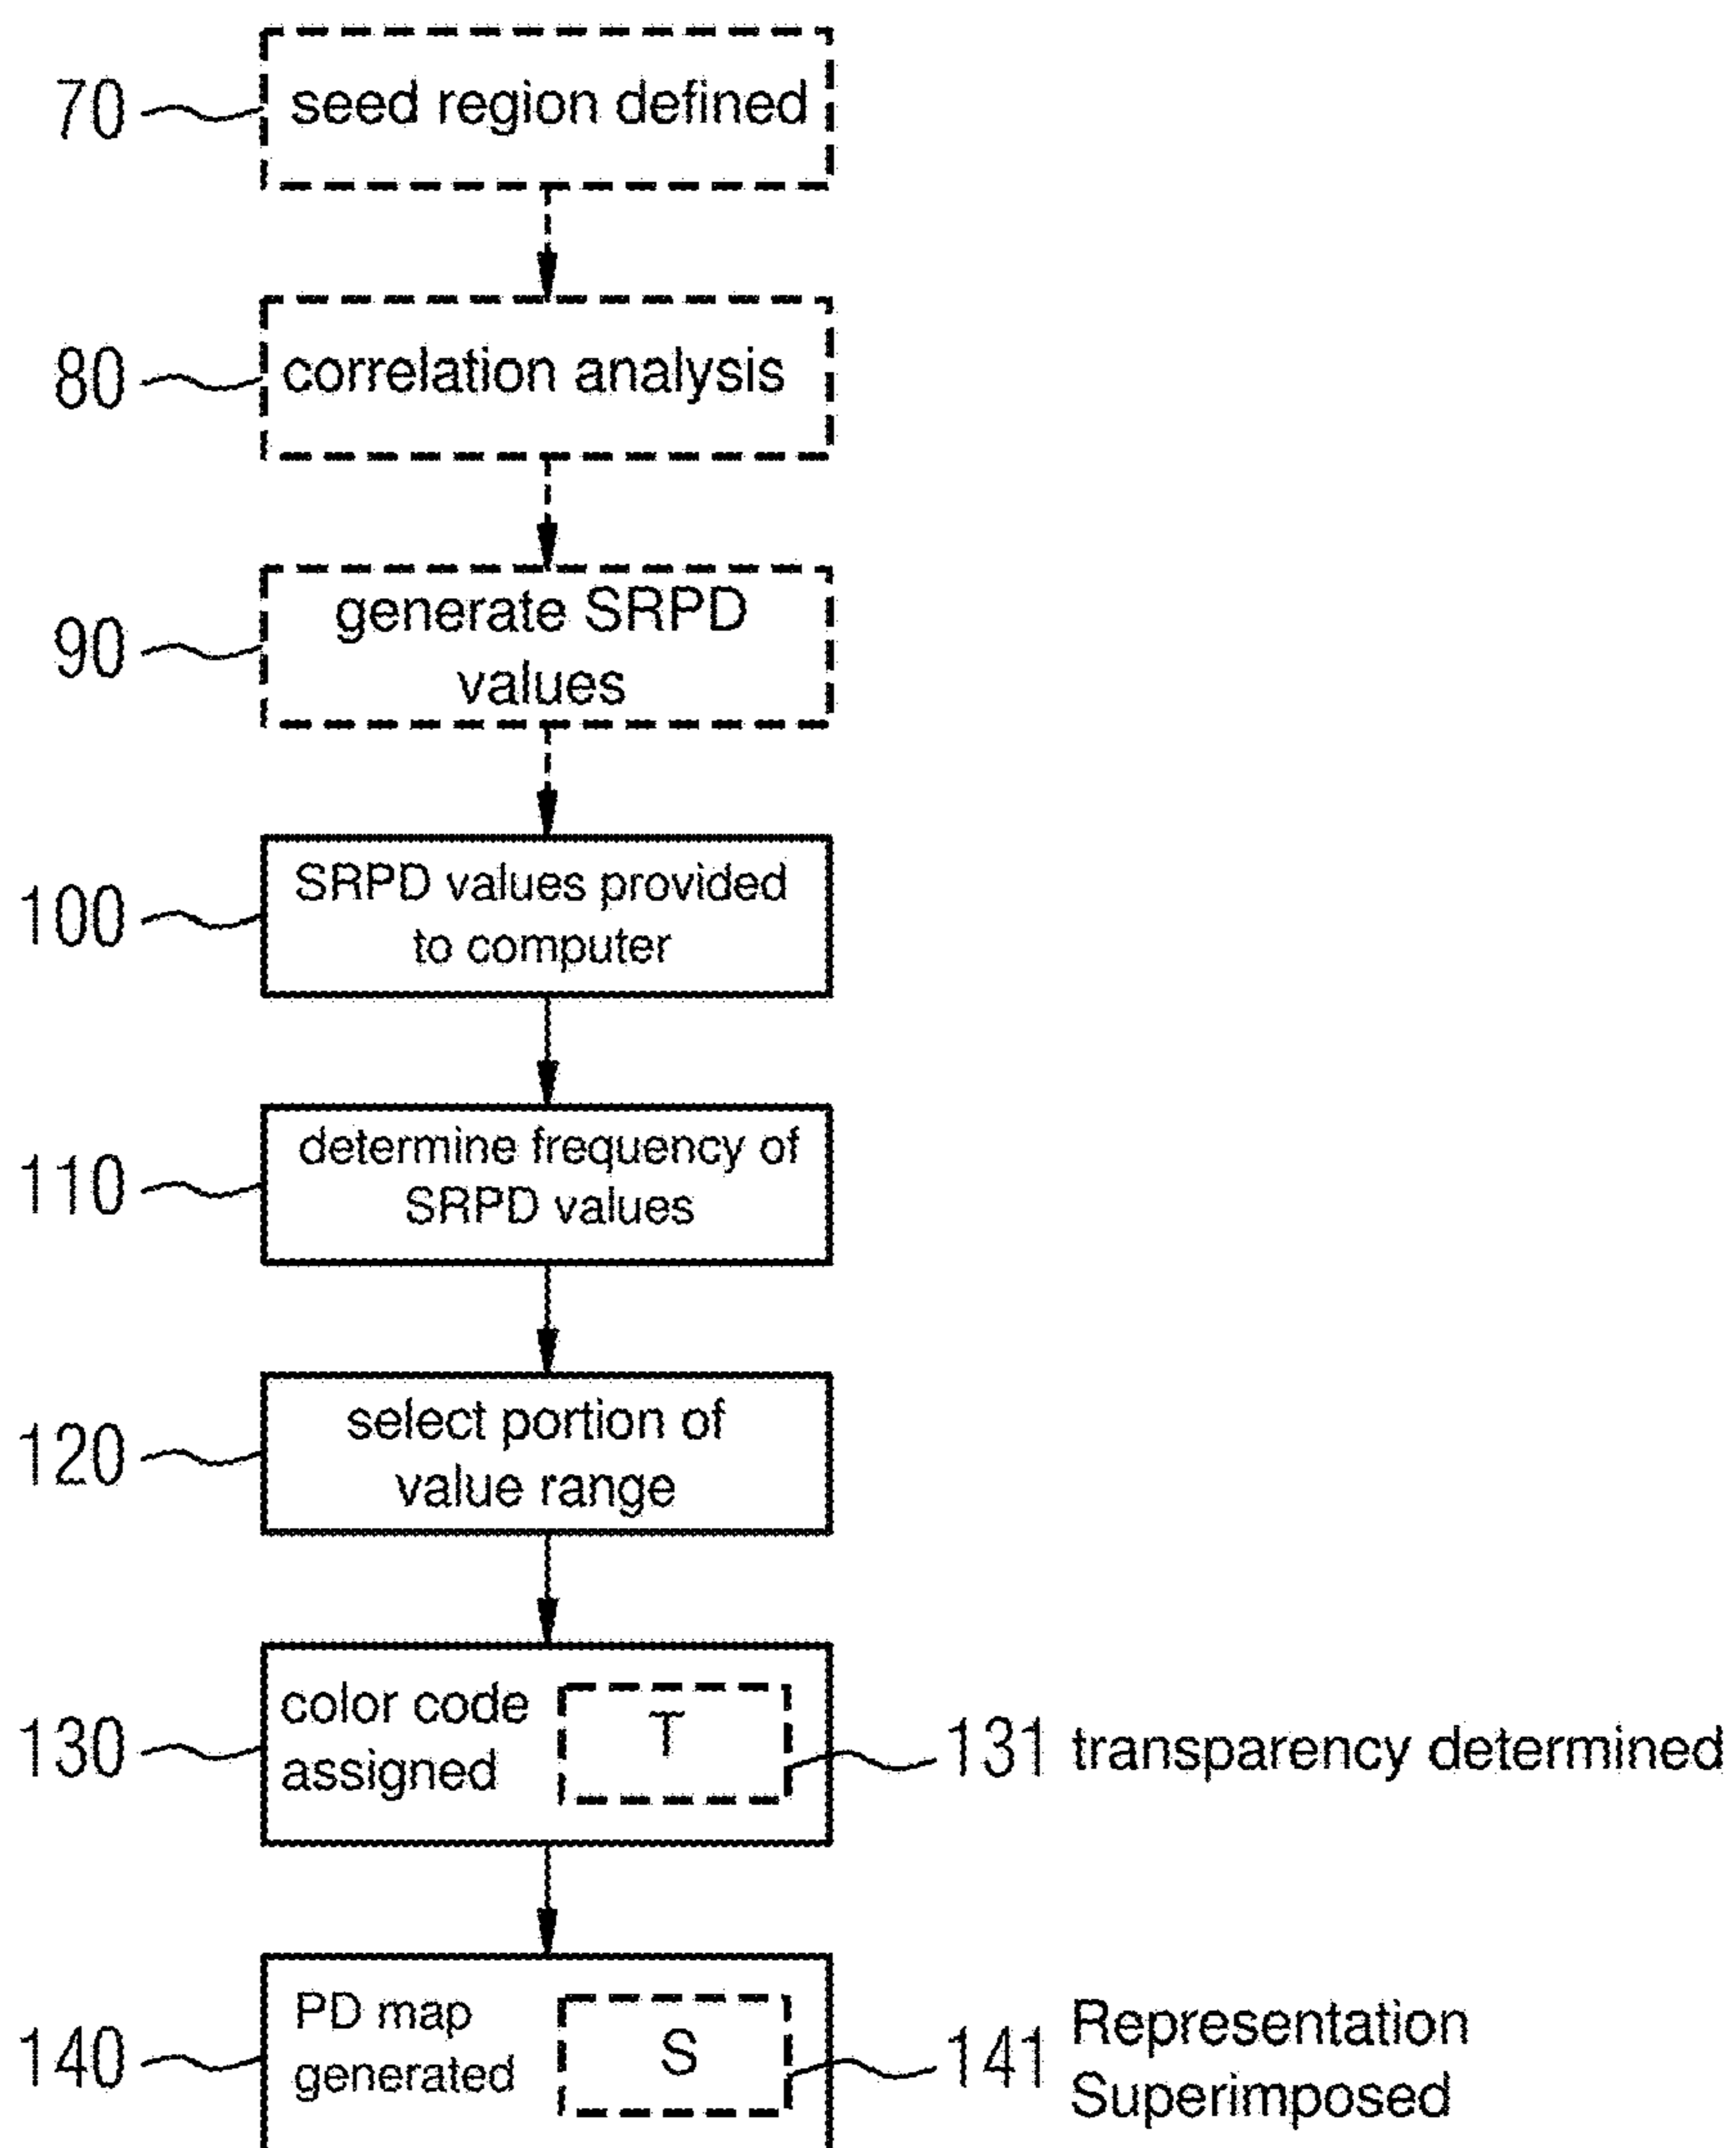 70 seed region defined
80 correlation analysis
90 generate SRPD
values
100 SRPD values provided
to computer
110 determine frequency of
SRPD values
120 select portion of
value range
130 color code
assigned
T
131 transparency determined
140 PD map
generated
S
141 Representation
Superimposed